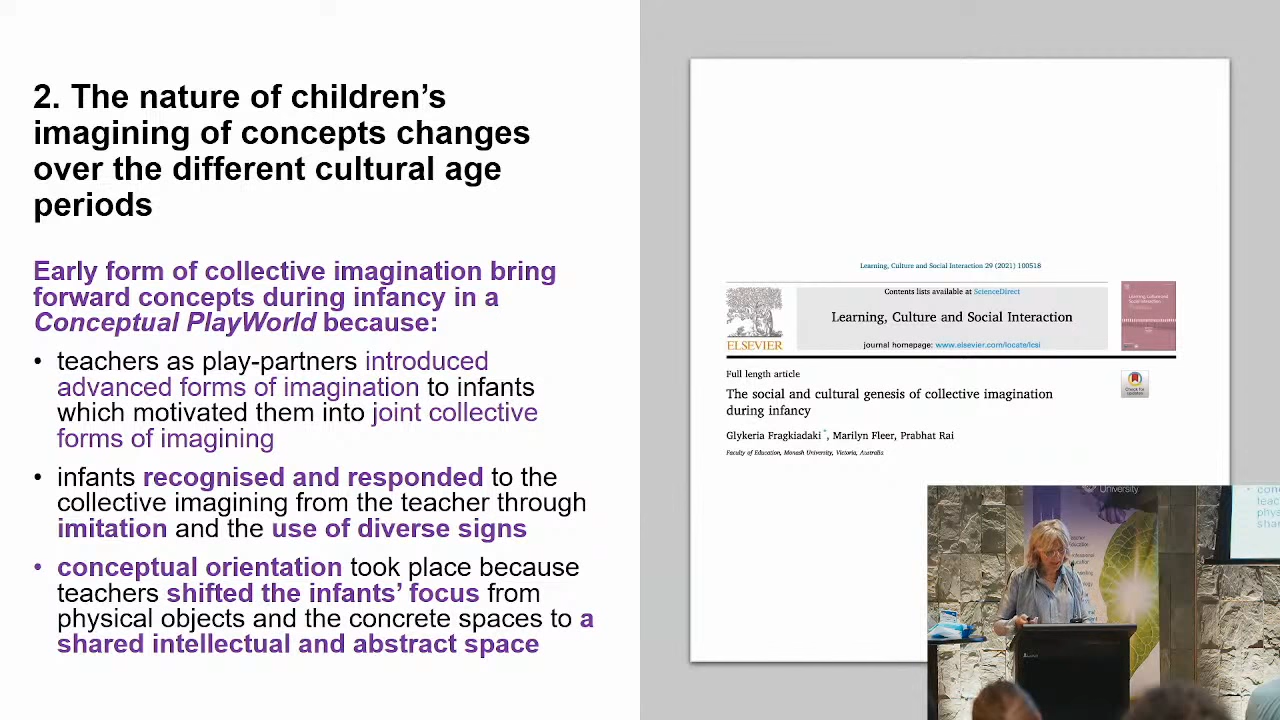 2. The nature of children’s
imagining of concepts changes
over the different cultural age
periods
Early form of collective imagination bring
forward concepts during infancy in a
Conceptual PlayWorld because:
• teachers as play-partners introduced
advanced forms of imagination to infants
which motivated them into joint collective
forms of imagining
• infants recognised and responded to the
collective imagining from the teacher through
imitation and the use of diverse signs
• conceptual orientation took place because
teachers shifted the infants’ focus from
physical objects and the concrete spaces to a
shared intellectual and abstract space
Learning, Culture and Social Interaction 29 (2021) 100518
Contents lists available at ScienceDirect
Learning, Culture and Social Interaction
ELSEVIER
journal homepage: www.elsevier.com/locate/lcsi
Full length article
Check for
updates
The social and cultural genesis of collective imagination
during infancy
Glykeria Fragkiadaki*, Marilyn Fleer, Prabhat Rai
Faculty of Education, Monash University, Victoria, Australia
University